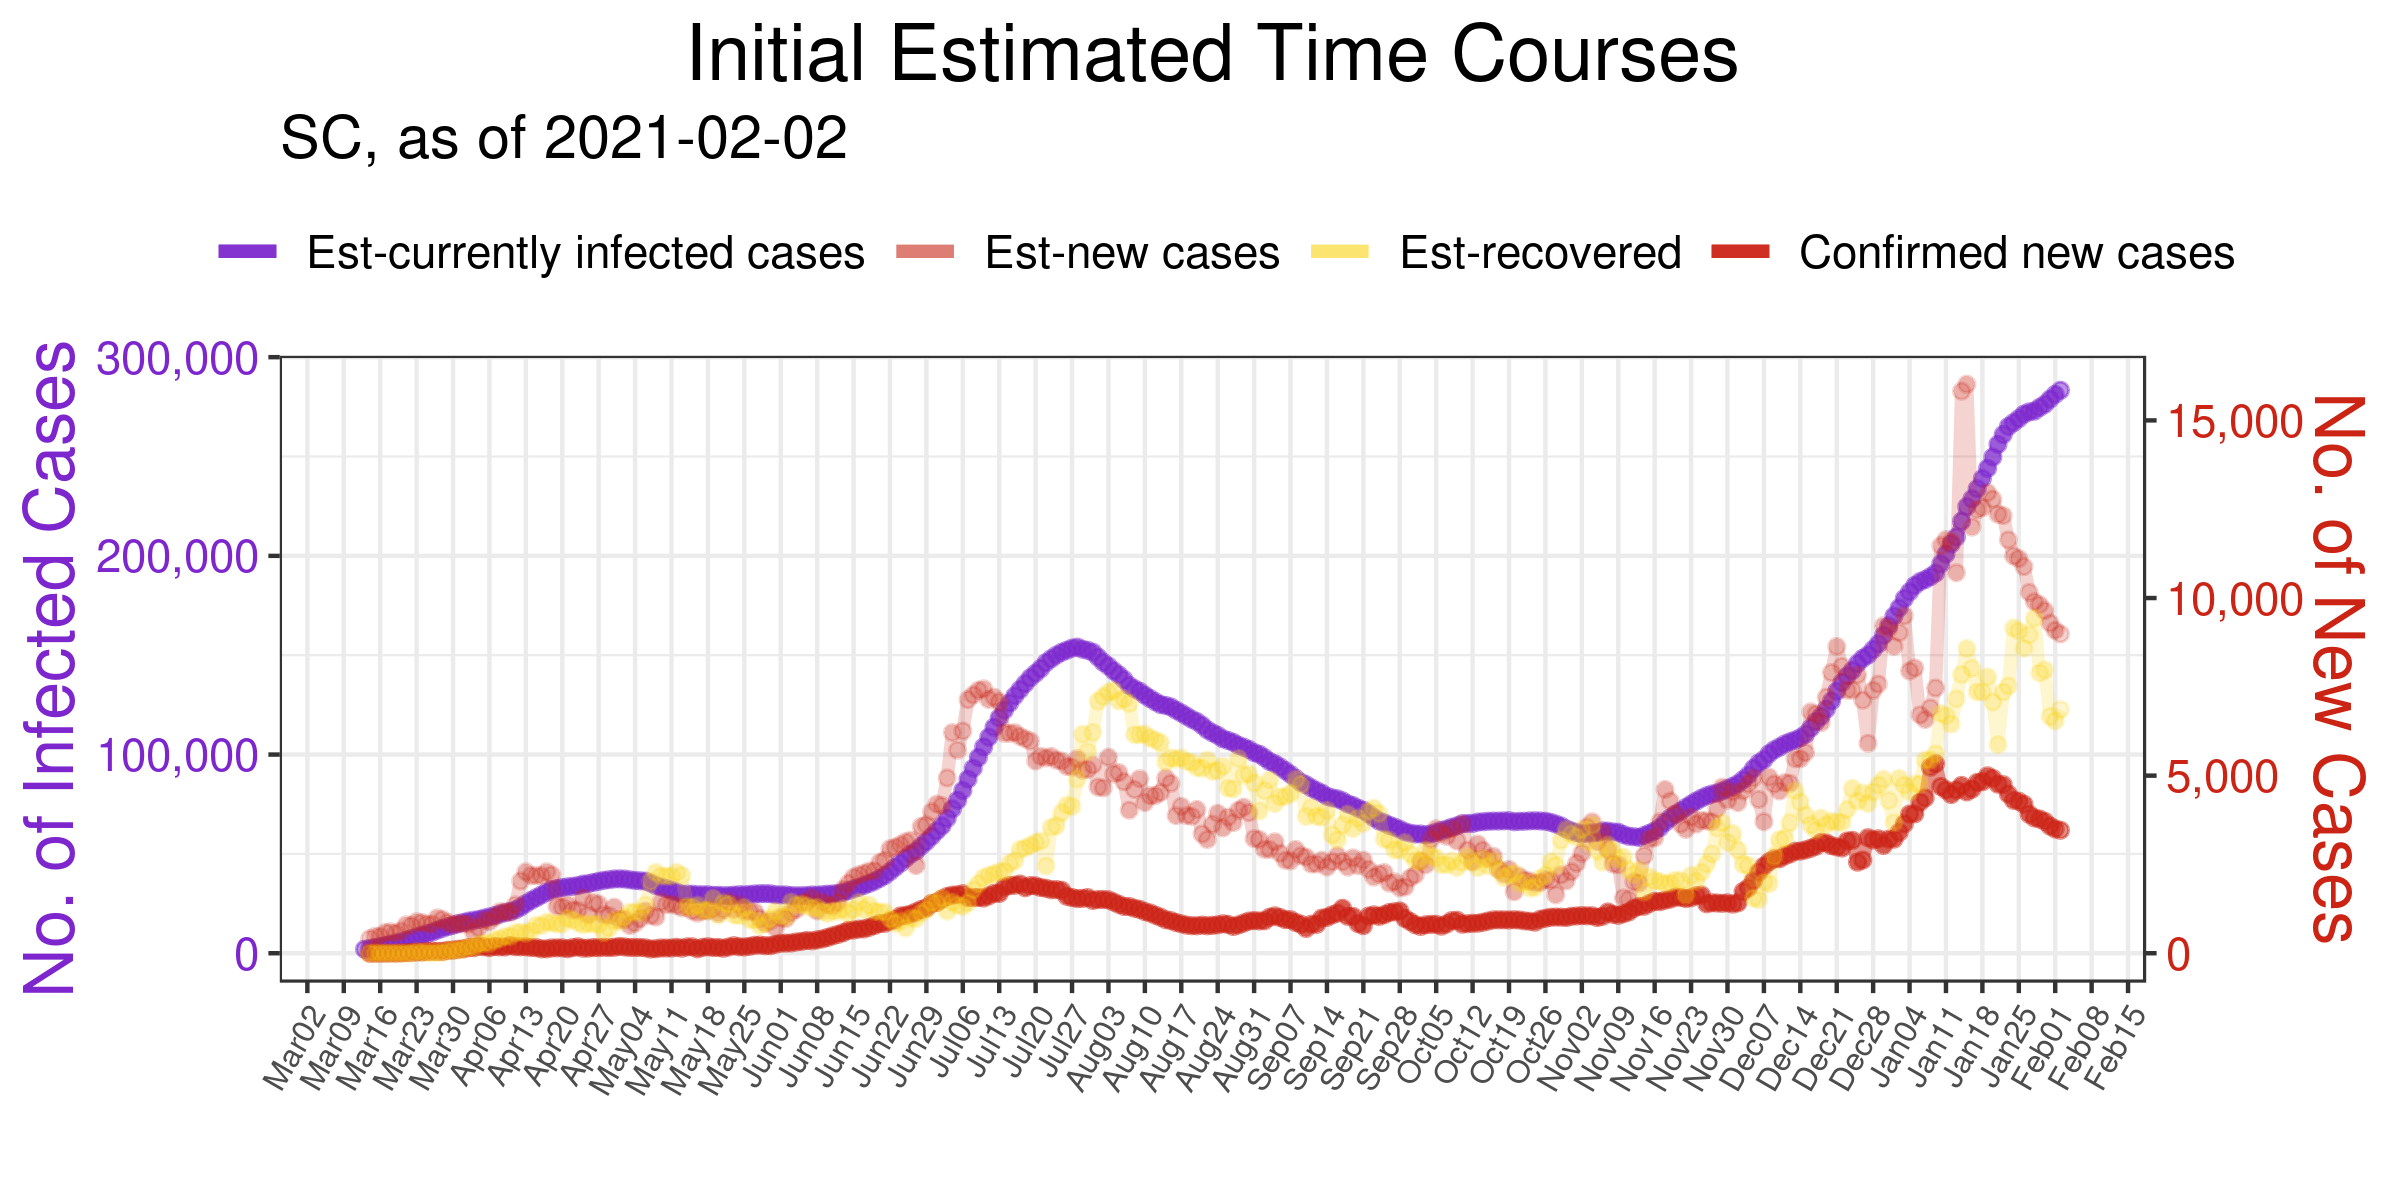 Initial Estimated Time Courses
SC, as of 2021-02-02
Est-currently infected cases Est-new cases Est-recovered Confirmed new cases
No. of Infected Cases
300,000
200,000
100,000
0
15,000
10,000
5,000
0
No. of New Cases
Mar02 Mar09 Mar16 Mar23 Mar30 Apr06 Apr13 Apr20 Apr27 May04 May11 May18 May25 Jun01 Jun08 Jun15 Jun22 Jun29 Jul06 Jul13 Jul20 Jul27 Aug03 Aug10 Aug17 Aug24 Aug31 Sep07 Sep14 Sep21 Sep28 Oct05 Oct12 Oct19 Oct26 Nov02 Nov09 Nov16 Nov23 Nov30 Dec07 Dec14 Dec21 Dec28 Jan04 Jan11 Jan18 Jan25 Feb01 Feb08 Feb15